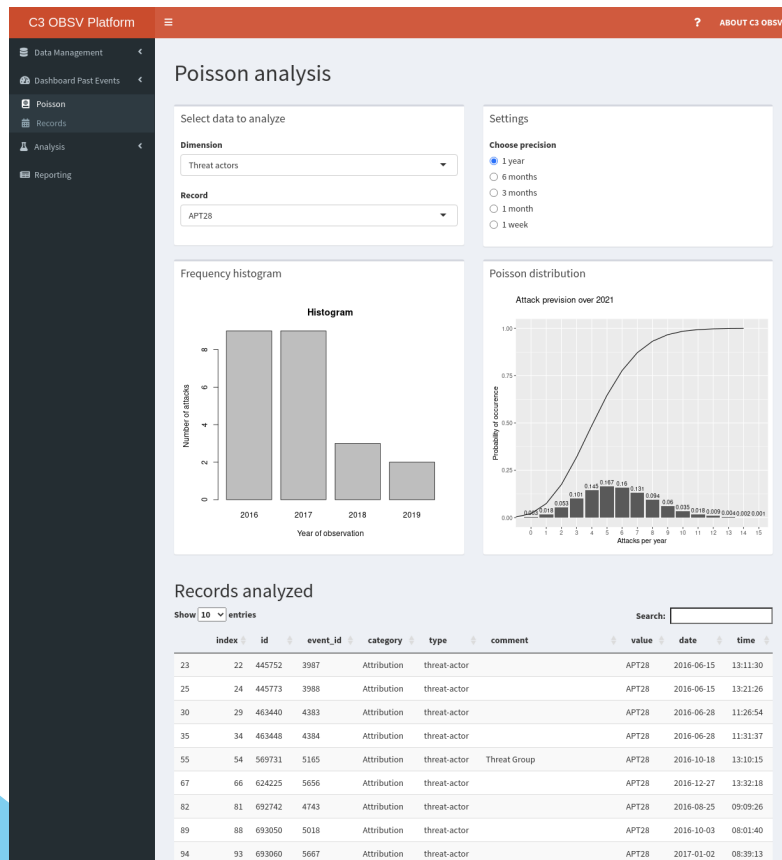 C3 OBSV Platform
? ABOUT C3 OBSV
Data Management
Dashboard Past Events
Poisson
Records
Analysis
Reporting
Poisson analysis
Select data to analyze
Dimension
Threat actors
Record
APT28
Settings
Choose precision
1 year
6 months
3 months
1 month
1 week
Frequency histogram
Histogram
Number of attacks
8
6
4
2
0
2016 2017 2018 2019
Year of observation
Poisson distribution
Attack prevision over 2021
Probability of occurence
1.00
0.75
0.50
0.25
0.00
0.003 0.018 0.053 0.101 0.145 0.167 0.16 0.131 0.094 0.06 0.035 0.018 0.009 0.004 0.002 0.001
0 1 2 3 4 5 6 7 8 9 10 11 12 13 14 15
Attacks per year
Records analyzed
Show 10 entries
Search:
index id event_id category type comment value date time
23 22 445752 3987 Attribution threat-actor APT28 2016-06-15 13:11:30
25 24 445773 3988 Attribution threat-actor APT28 2016-06-15 13:21:26
30 29 463440 4383 Attribution threat-actor APT28 2016-06-28 11:26:54
35 34 463448 4384 Attribution threat-actor APT28 2016-06-28 11:31:37
55 54 569731 5165 Attribution threat-actor Threat Group APT28 2016-10-18 13:10:15
67 66 624225 5656 Attribution threat-actor APT28 2016-12-27 13:32:18
82 81 692742 4743 Attribution threat-actor APT28 2016-08-25 09:09:26
89 88 693050 5018 Attribution threat-actor APT28 2016-10-03 08:01:40
94 93 693060 5667 Attribution threat-actor APT28 2017-01-02 08:39:13